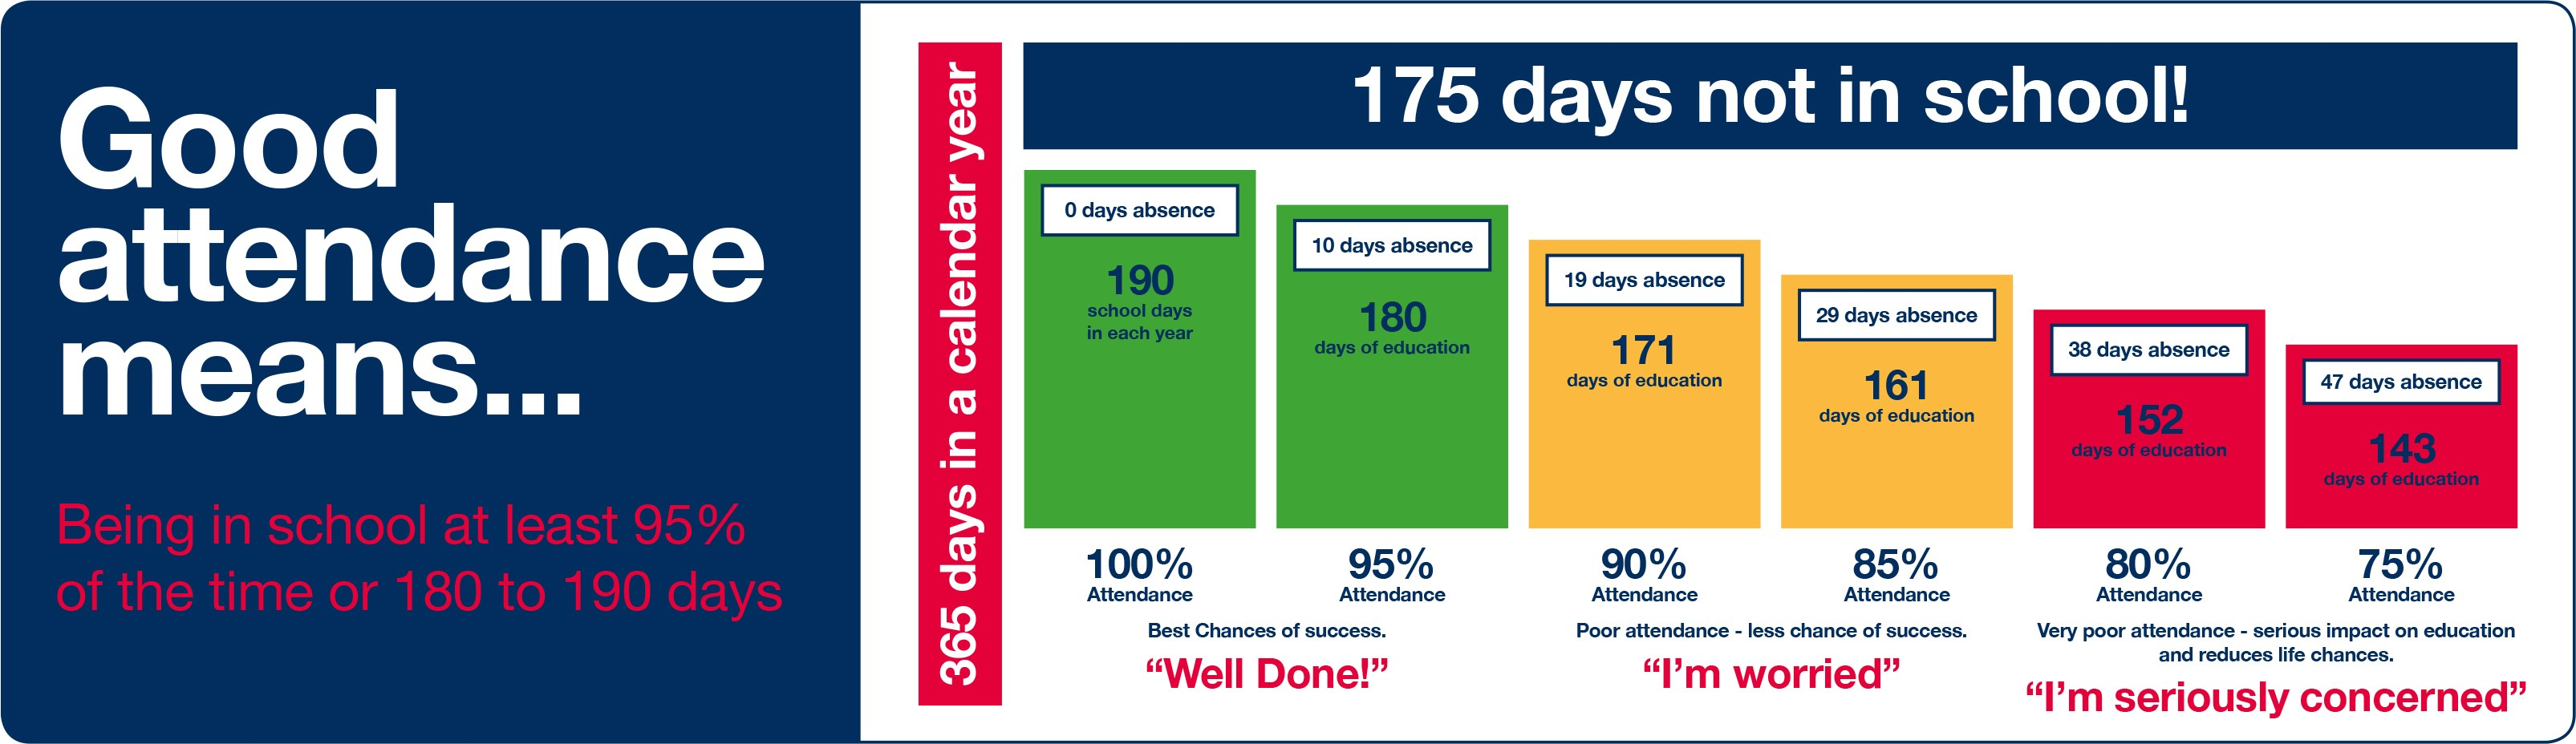 Good
attendance
means...
Being in school at least 95%
of the time or 180 to 190 days
365 days in a calendar year
175 days not in school!
0 days absence
190
school days
in each year
100%
Attendance
10 days absence
180
days of education
95%
Attendance
Best Chances of success.
“Well Done!”
19 days absence
171
days of education
90%
Attendance
29 days absence
161
days of education
85%
Attendance
Poor attendance - less chance of success.
“I’m worried”
38 days absence
152
days of education
80%
Attendance
47 days absence
143
days of education
75%
Attendance
Very poor attendance - serious impact on education
and reduces life chances.
“I’m seriously concerned”